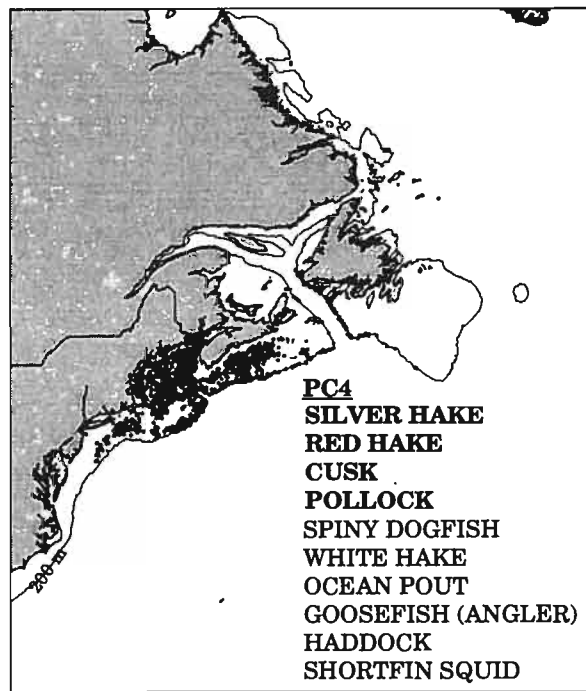 PC4
SILVER HAKE
RED HAKE
CUSK
POLLOCK
SPINY DOGFISH
WHITE HAKE
OCEAN POUT
GOOSEFISH (ANGLER)
HADDOCK
SHORTFIN SQUID
200 m